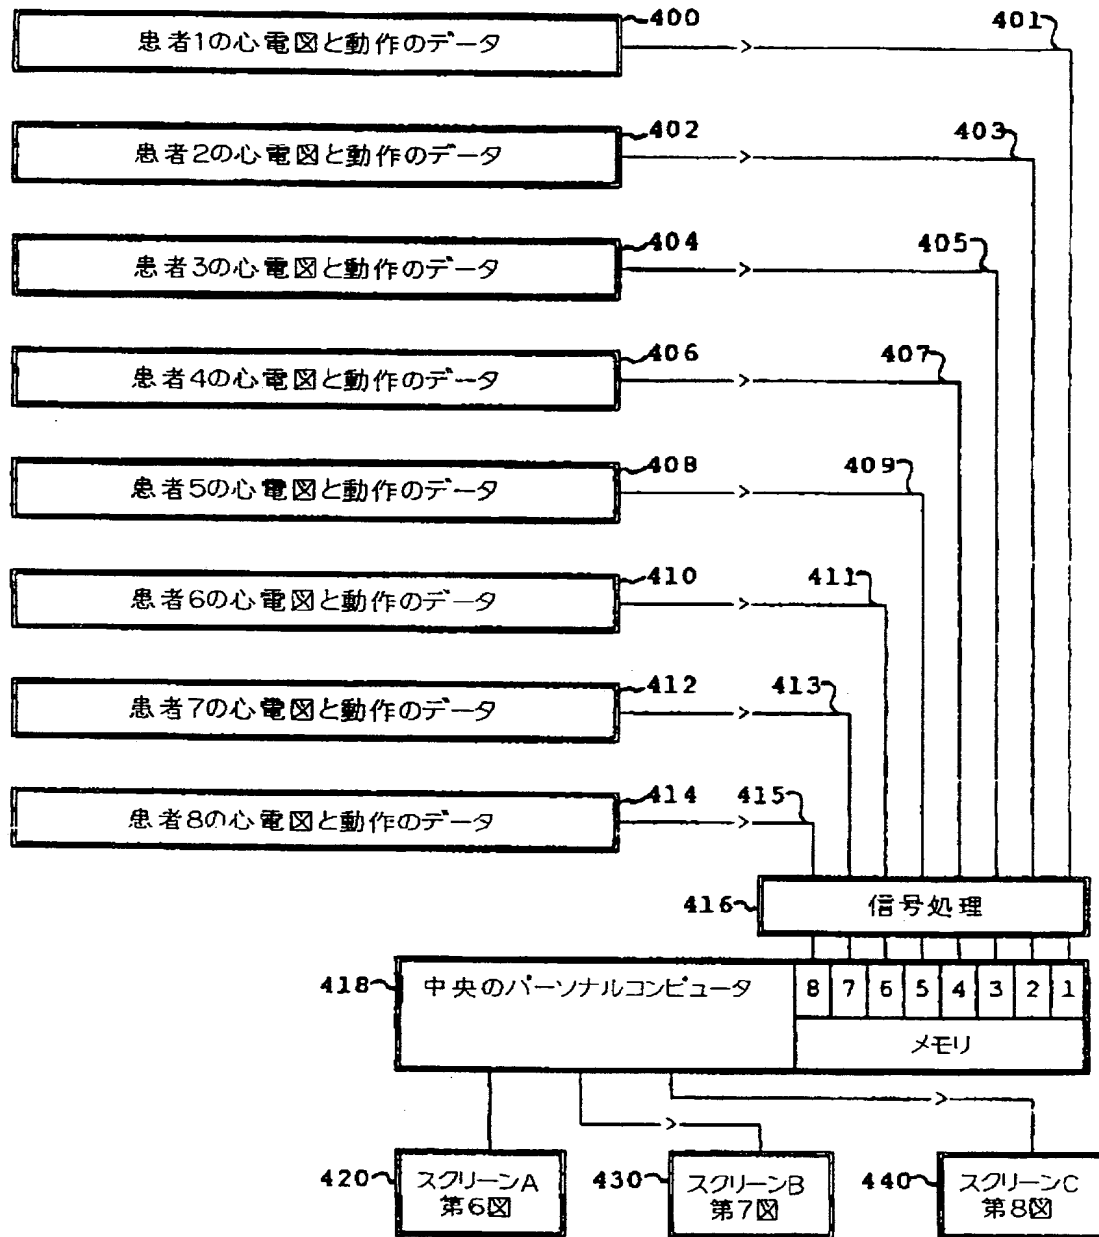 400
401
患者1の心電図と動作のデータ
402
403
患者2の心電図と動作のデータ
404
405
患者3の心電図と動作のデータ
406
407
患者4の心電図と動作のデータ
408
409
患者5の心電図と動作のデータ
410
411
患者6の心電図と動作のデータ
412
413
患者7の心電図と動作のデータ
414
415
患者8の心電図と動作のデータ
416
信号処理
418
中央のパーソナルコンピュータ
8 7 6 5 4 3 2 1
メモリ
420
スクリーンA
第6図
430
スクリーンB
第7図
440
スクリーンC
第8図